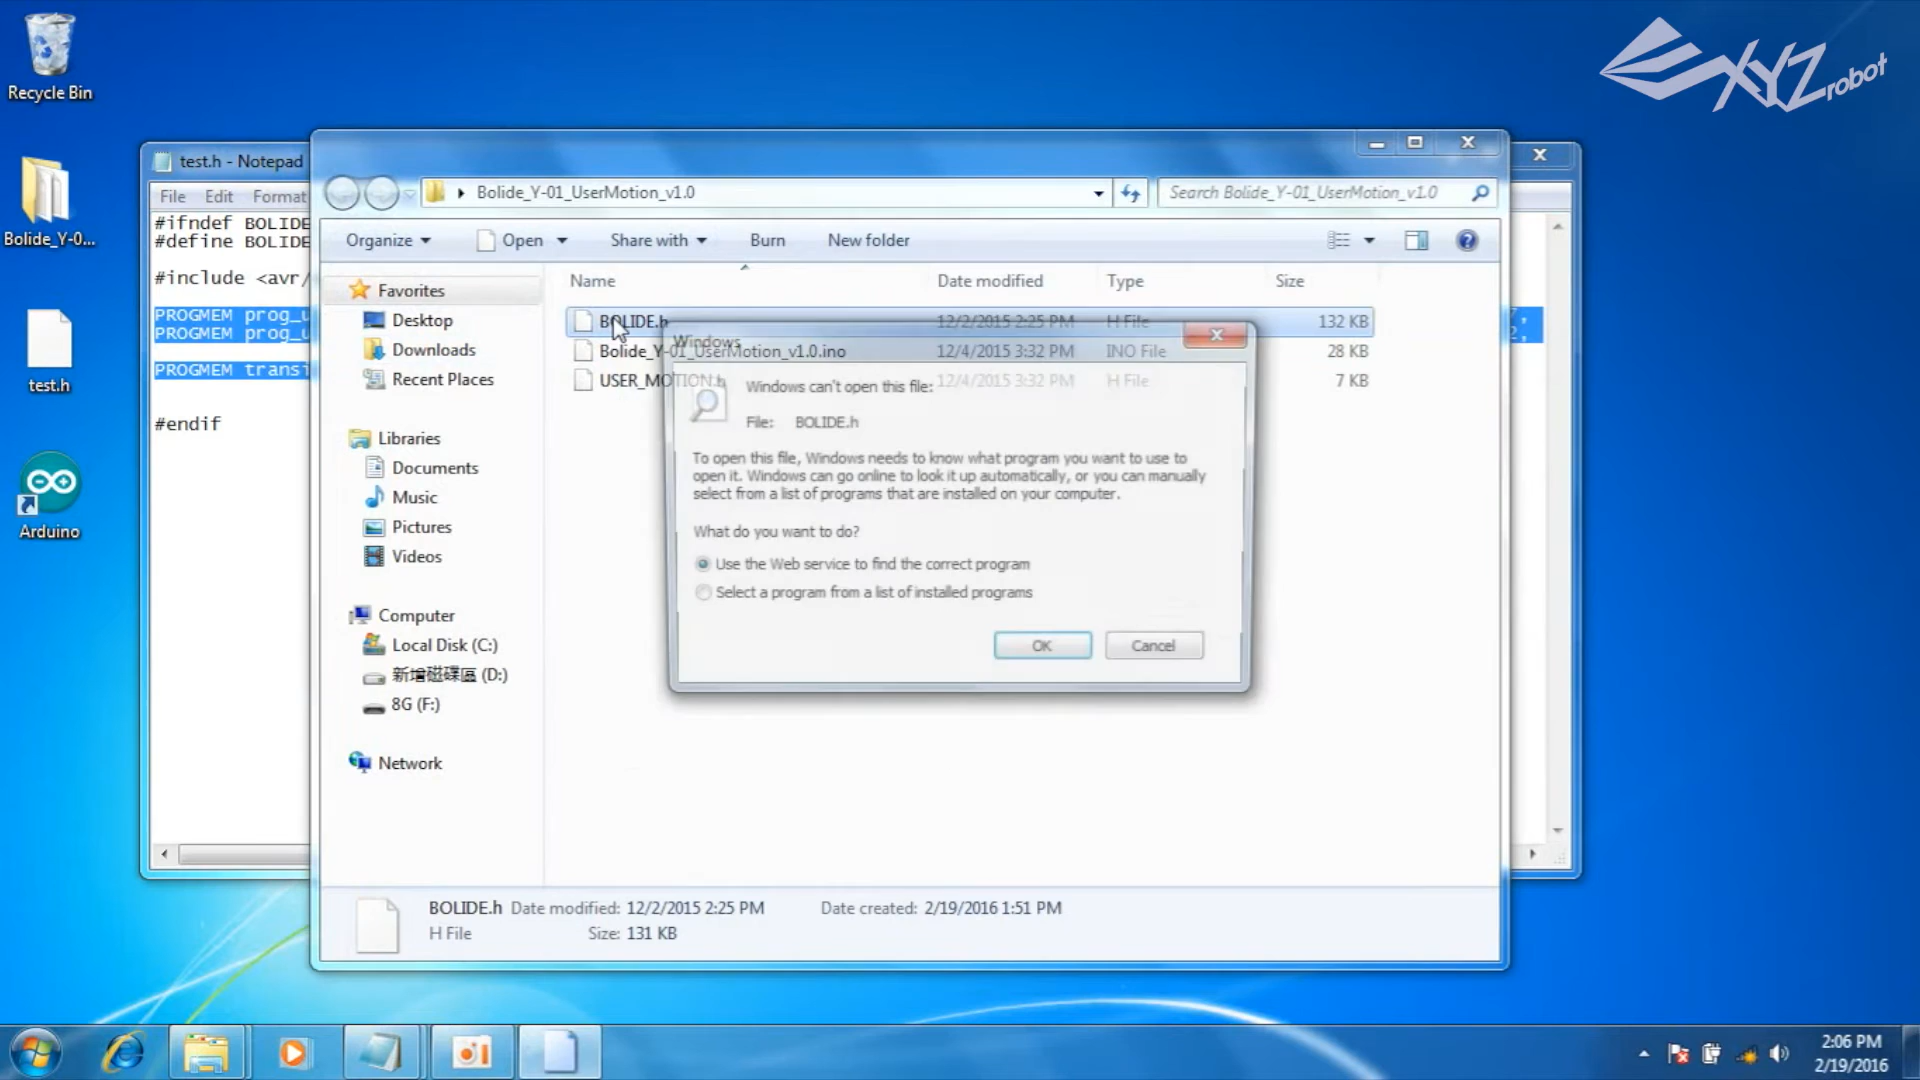 Recycle Bin
Bolide_Y-0...
test.h
Arduino
XYZrobot
test.h - Notepad
File Edit Format
#ifndef BOLIDE
#define BOLIDE
#include <avr/
PROGMEM prog_u
PROGMEM prog_u
PROGMEM transi
#endif
Bolide_Y-01_UserMotion_v1.0
Search Bolide_Y-01_UserMotion_v1.0
Organize Open Share with Burn New folder
Favorites
Desktop
Downloads
Recent Places
Libraries
Documents
Music
Pictures
Videos
Computer
Local Disk (C:)
新增磁碟區 (D:)
8G (F:)
Network
Name Date modified Type Size
BOLIDE.h 12/2/2015 2:25 PM H File 132 KB
Bolide_Y-01_UserMotion_v1.0.ino 12/4/2015 3:32 PM INO File 28 KB
USER_MOTION.h 12/4/2015 3:32 PM H File 7 KB
Windows
Windows can't open this file:
File: BOLIDE.h
To open this file, Windows needs to know what program you want to use to
open it. Windows can go online to look it up automatically, or you can manually
select from a list of programs that are installed on your computer.
What do you want to do?
Use the Web service to find the correct program
Select a program from a list of installed programs
OK Cancel
BOLIDE.h Date modified: 12/2/2015 2:25 PM Date created: 2/19/2016 1:51 PM
H File Size: 131 KB
2:06 PM
2/19/2016